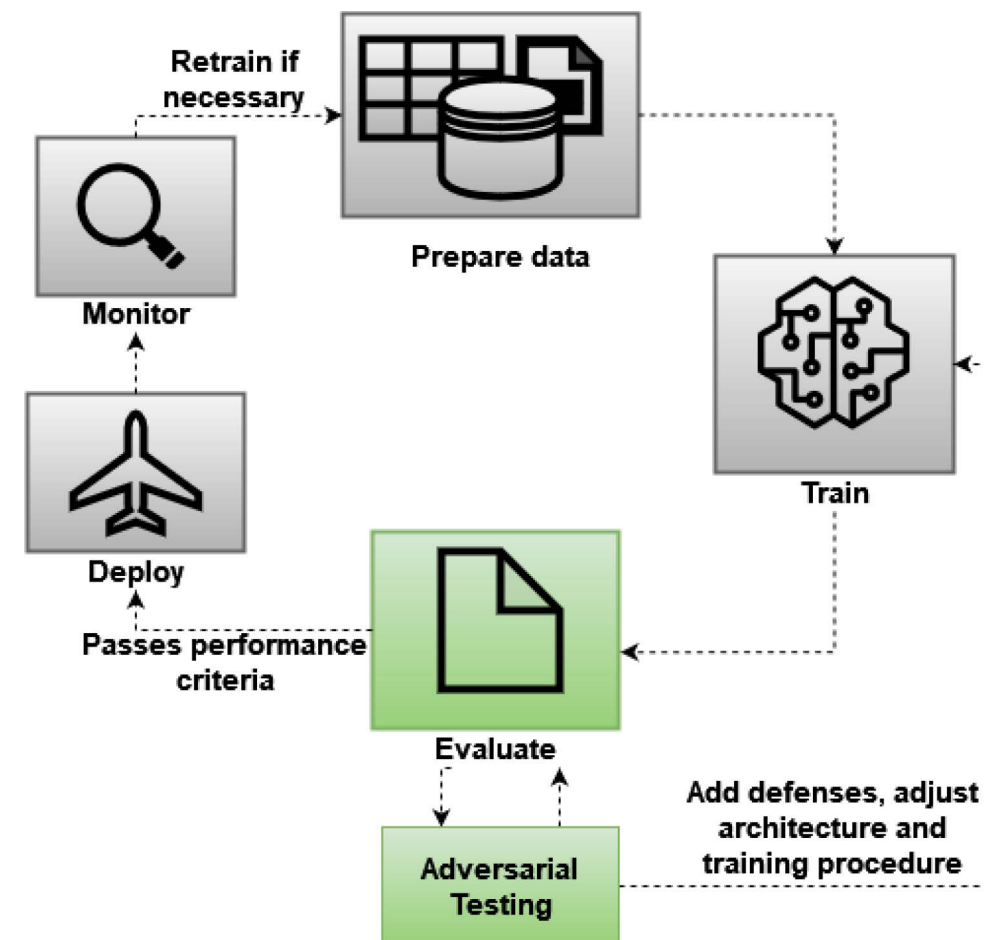 Retrain if
necessary
Prepare data
Monitor
Train
Deploy
Passes performance
criteria
Evaluate
Add defenses, adjust
architecture and
training procedure
Adversarial
Testing